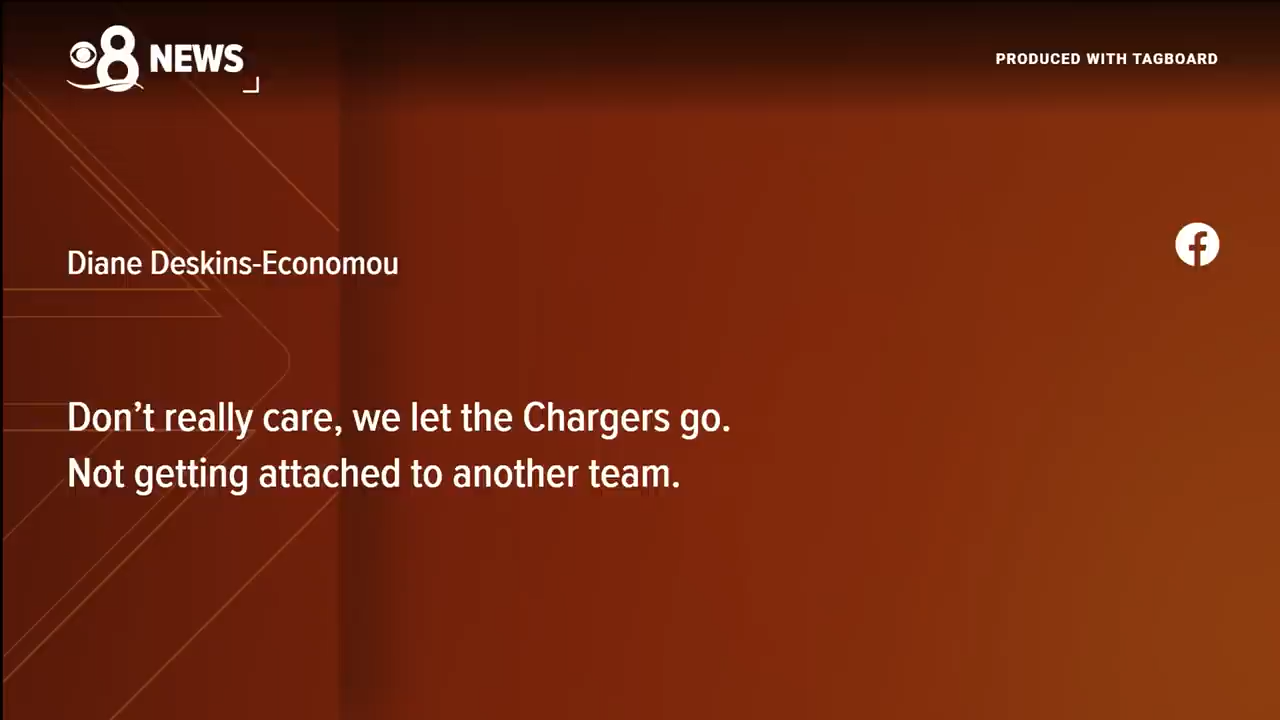 8 NEWS
PRODUCED WITH TAGBOARD
Diane Deskins-Economou
Don’t really care, we let the Chargers go.
Not getting attached to another team.